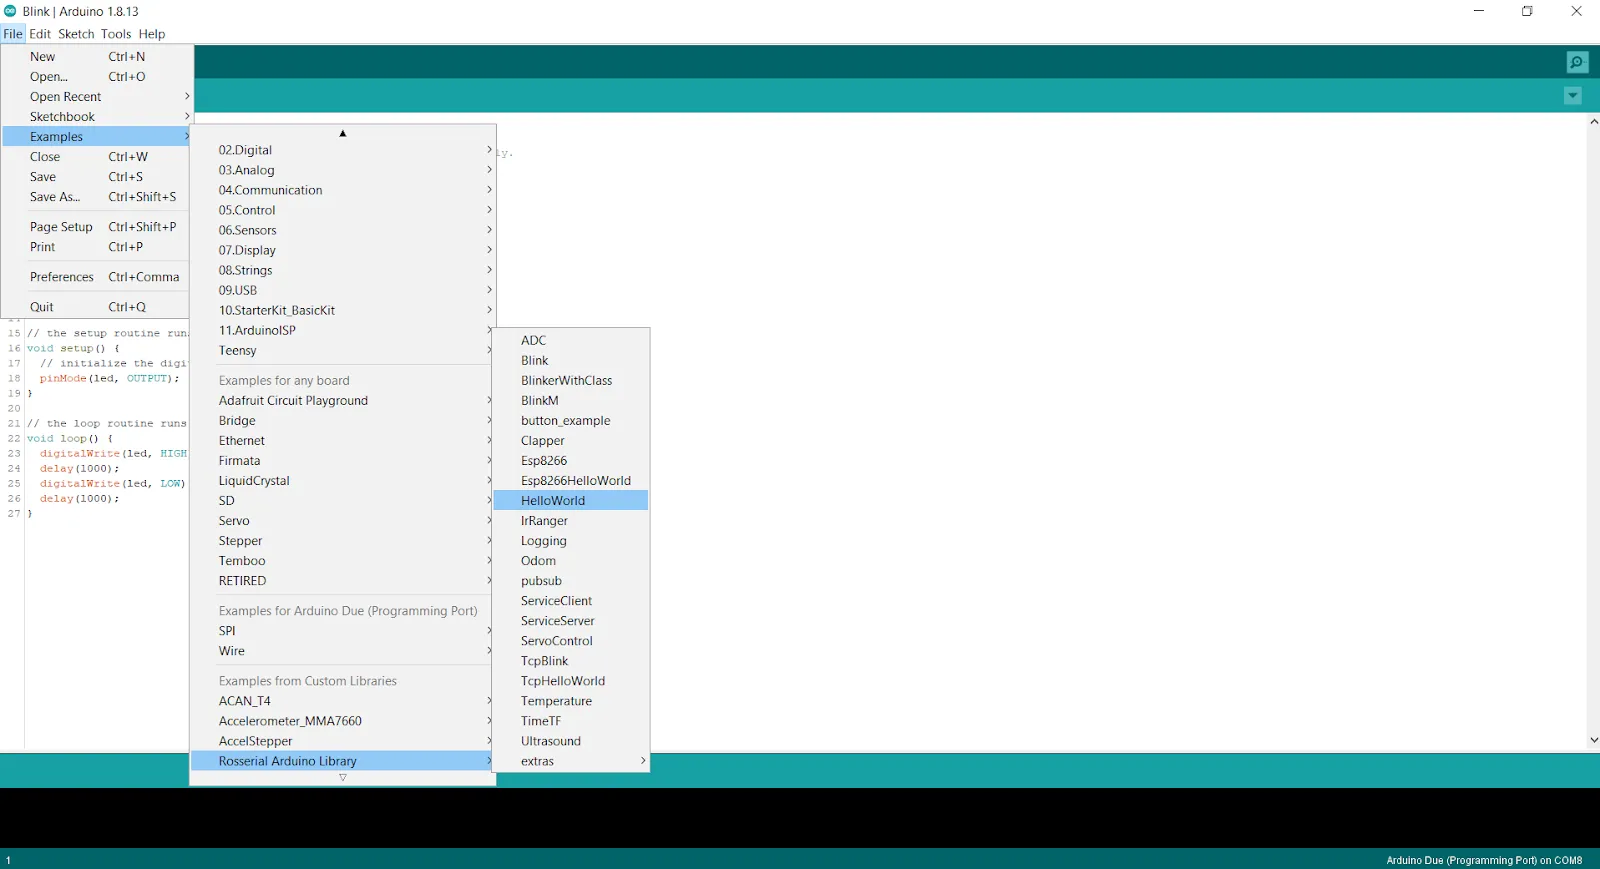 Blink | Arduino 1.8.13
File Edit Sketch Tools Help
New Ctrl+N
Open... Ctrl+O
Open Recent
Sketchbook
Examples
Close Ctrl+W
Save Ctrl+S
Save As... Ctrl+Shift+S
Page Setup Ctrl+Shift+P
Print Ctrl+P
Preferences Ctrl+Comma
Quit Ctrl+Q
02.Digital
03.Analog
04.Communication
05.Control
06.Sensors
07.Display
08.Strings
09.USB
10.StarterKit_BasicKit
11.ArduinoISP
Teensy
Examples for any board
Adafruit Circuit Playground
Bridge
Ethernet
Firmata
LiquidCrystal
SD
Servo
Stepper
Temboo
RETIRED
Examples for Arduino Due (Programming Port)
SPI
Wire
Examples from Custom Libraries
ACAN_T4
Accelerometer_MMA7660
AccelStepper
Rosserial Arduino Library
ADC
Blink
BlinkerWithClass
BlinkM
button_example
Clapper
Esp8266
Esp8266HelloWorld
HelloWorld
IrRanger
Logging
Odom
pubsub
ServiceClient
ServiceServer
ServoControl
TcpBlink
TcpHelloWorld
Temperature
TimeTF
Ultrasound
extras
15 // the setup routine run
16 void setup() {
17 // initialize the digi
18 pinMode(led, OUTPUT);
19 }
20
21 // the loop routine runs
22 void loop() {
23 digitalWrite(led, HIGH
24 delay(1000);
25 digitalWrite(led, LOW)
26 delay(1000);
27 }
1
Arduino Due (Programming Port) on COM8